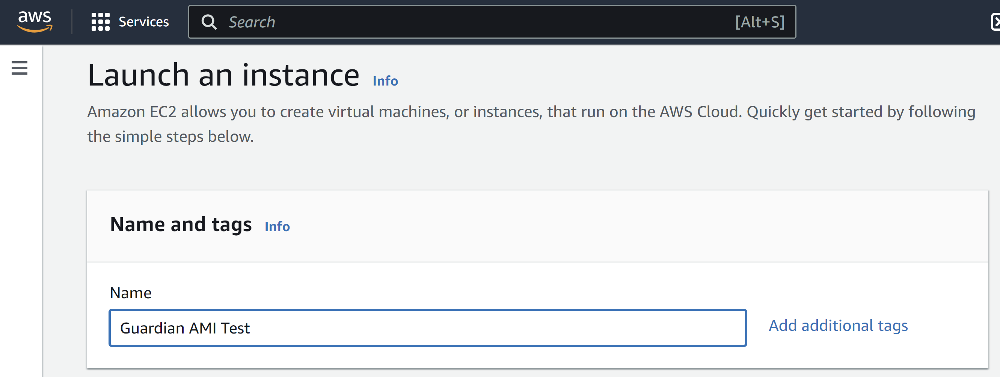 aws
Services
Search
[Alt+S]
Launch an instance Info
Amazon EC2 allows you to create virtual machines, or instances, that run on the AWS Cloud. Quickly get started by following
the simple steps below.
Name and tags Info
Name
Guardian AMI Test
Add additional tags